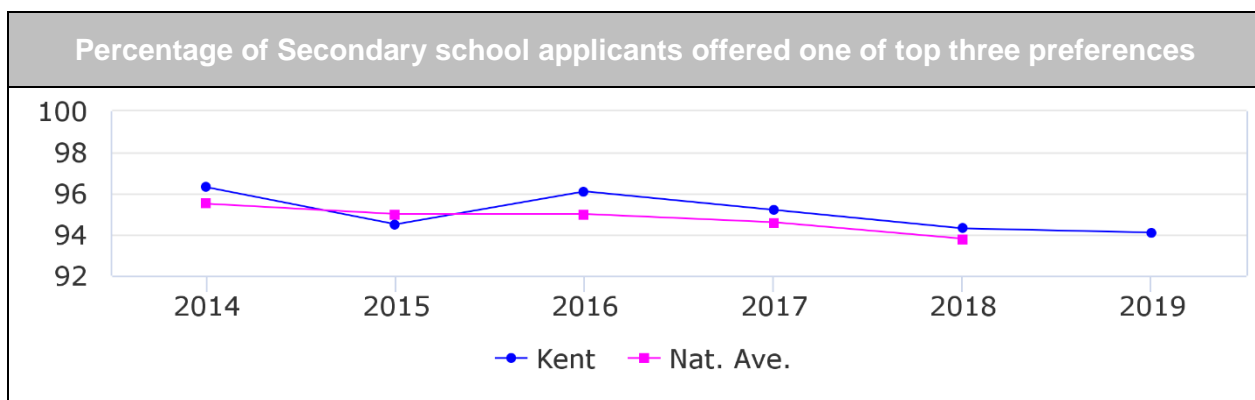 Percentage of Secondary school applicants offered one of top three preferences
100
98
96
94
92
2014 2015 2016 2017 2018 2019
Kent Nat. Ave.